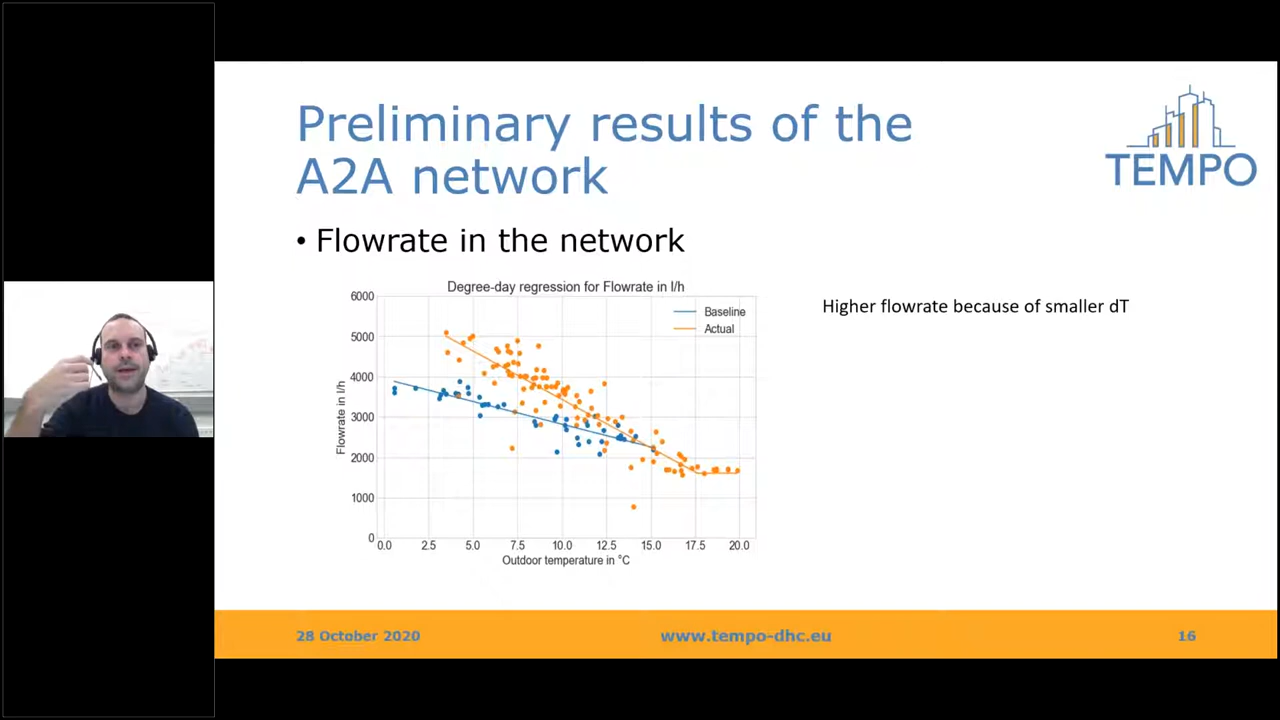 Preliminary results of the
A2A network
TEMPO
• Flowrate in the network
Degree-day regression for Flowrate in l/h
6000
5000
4000
3000
2000
1000
0
Flowrate in l/h
Baseline
Actual
0.0 2.5 5.0 7.5 10.0 12.5 15.0 17.5 20.0
Outdoor temperature in °C
Higher flowrate because of smaller dT
28 October 2020
www.tempo-dhc.eu
16